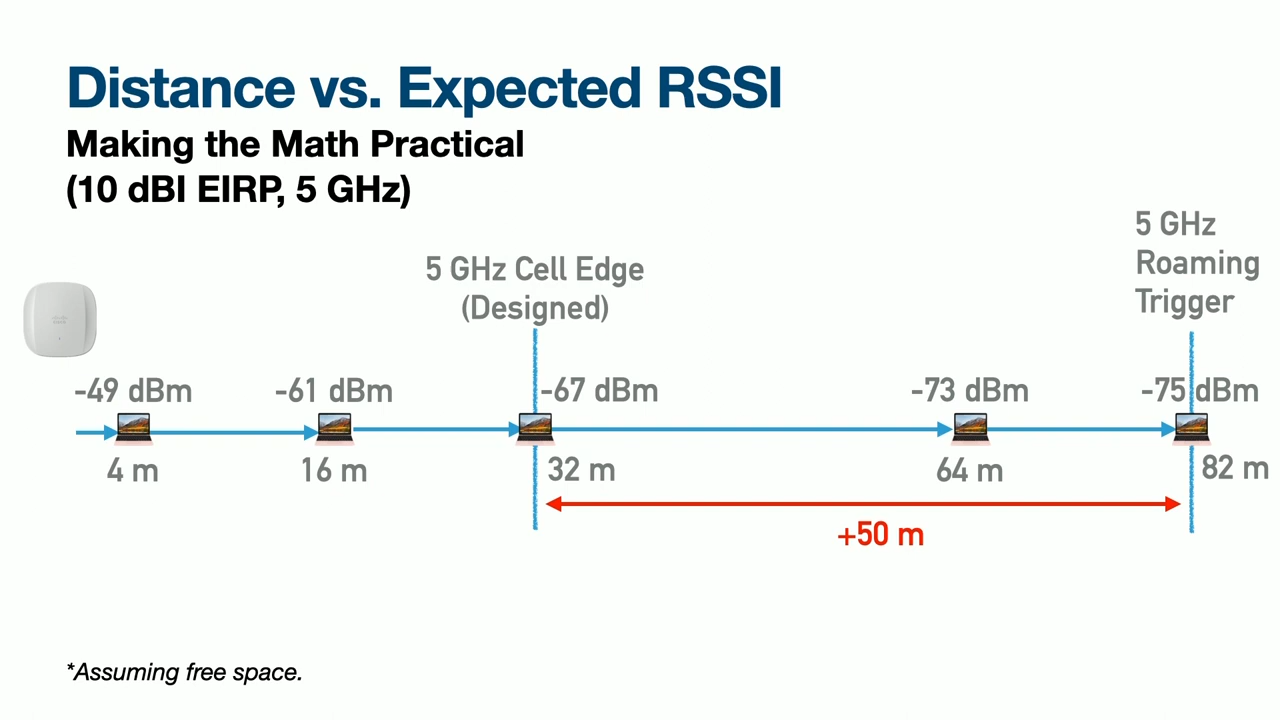 Distance vs. Expected RSSI
Making the Math Practical
(10 dBI EIRP, 5 GHz)
5 GHz
Roaming
Trigger
5 GHz Cell Edge
(Designed)
-49 dBm
-61 dBm
-67 dBm
-73 dBm
-75 dBm
4 m
16 m
32 m
64 m
82 m
+50 m
*Assuming free space.